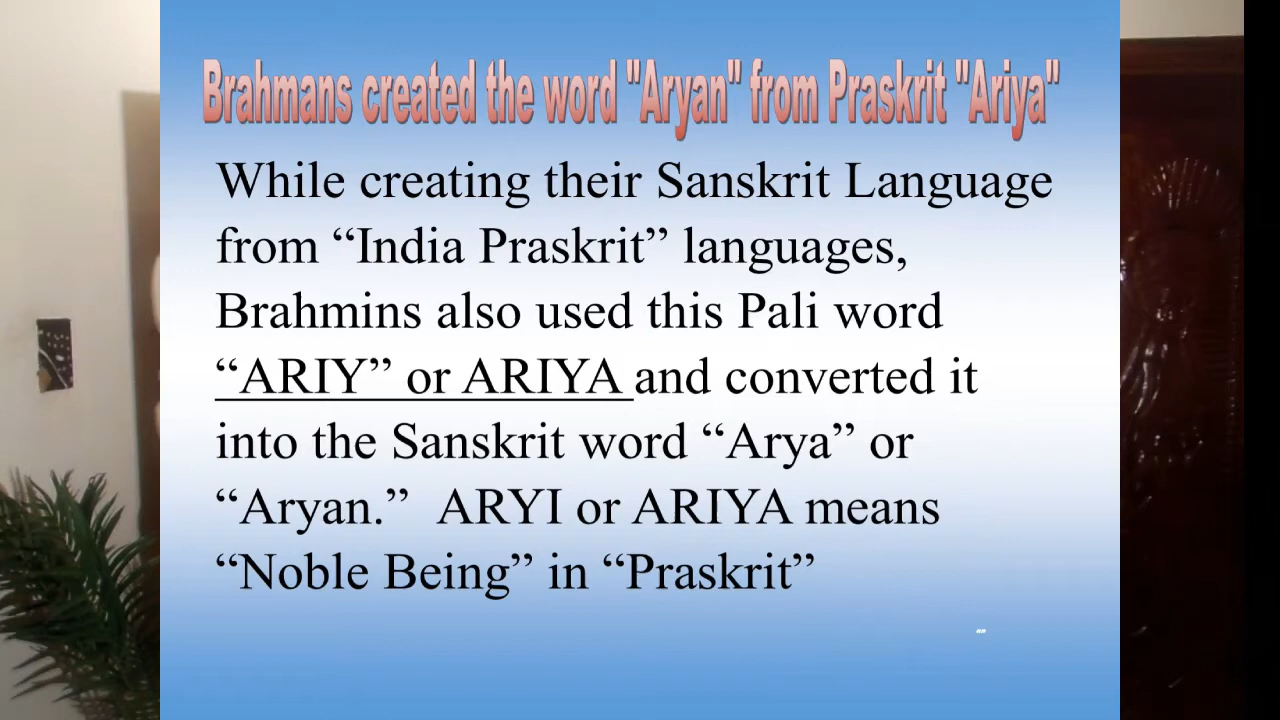 Brahmans created the word "Aryan" from Praskrit "Ariya"
While creating their Sanskrit Language
from “India Praskrit” languages,
Brahmins also used this Pali word
“ARIY” or ARIYA and converted it
into the Sanskrit word “Arya” or
“Aryan.”  ARYI or ARIYA means
“Noble Being” in “Praskrit”
“”